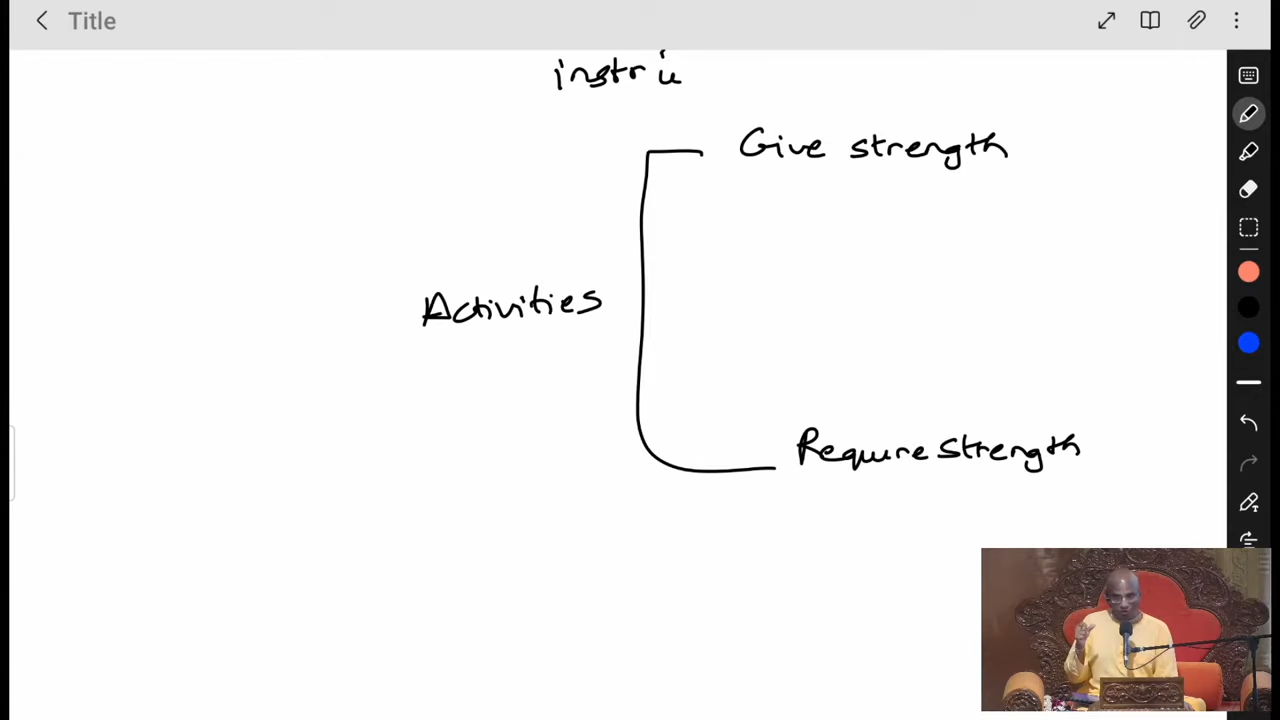 Title
instru
Give strength
Activities
Require strength